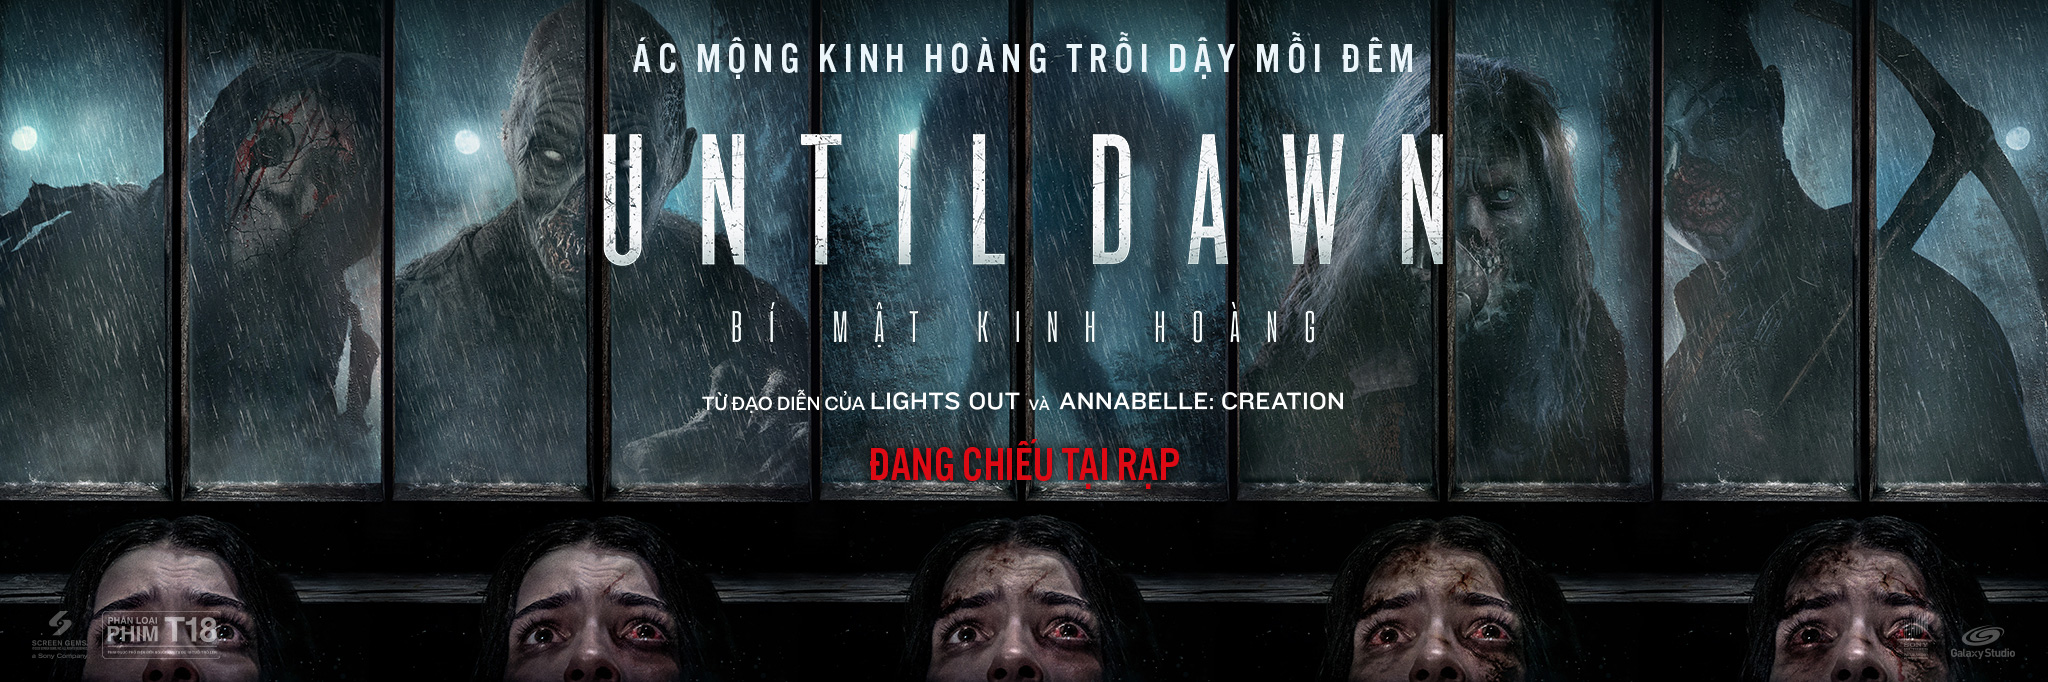 ÁC MỘNG KINH HOÀNG TRỖI DẬY MỖI ĐÊM
UNTIL DAWN
BÍ MẬT KINH HOÀNG
TỪ ĐẠO DIỄN CỦA LIGHTS OUT VÀ ANNABELLE: CREATION
ĐANG CHIẾU TẠI RẠP
SCREEN GEMS
a Sony Company
PHÂN LOẠI
PHIM T18
SONY
Galaxy Studio